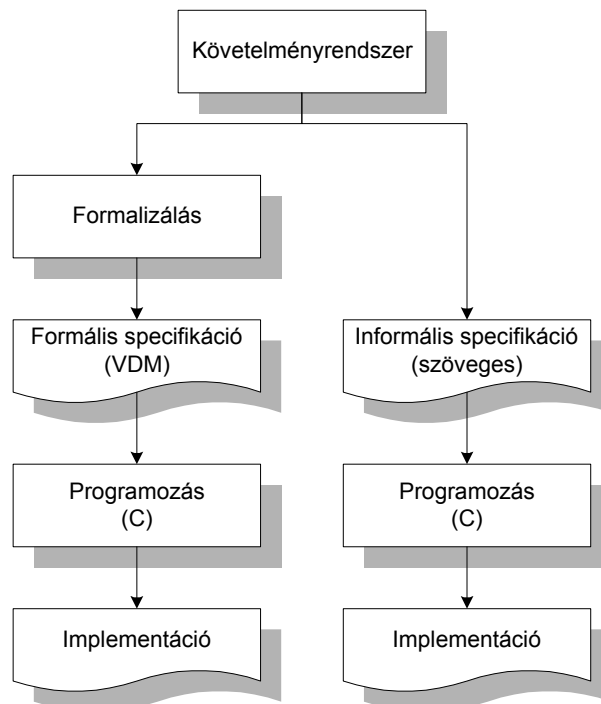 Követelményrendszer
Formalizálás
Formális specifikáció
(VDM)
Informális specifikáció
(szöveges)
Programozás
(C)
Programozás
(C)
Implementáció
Implementáció